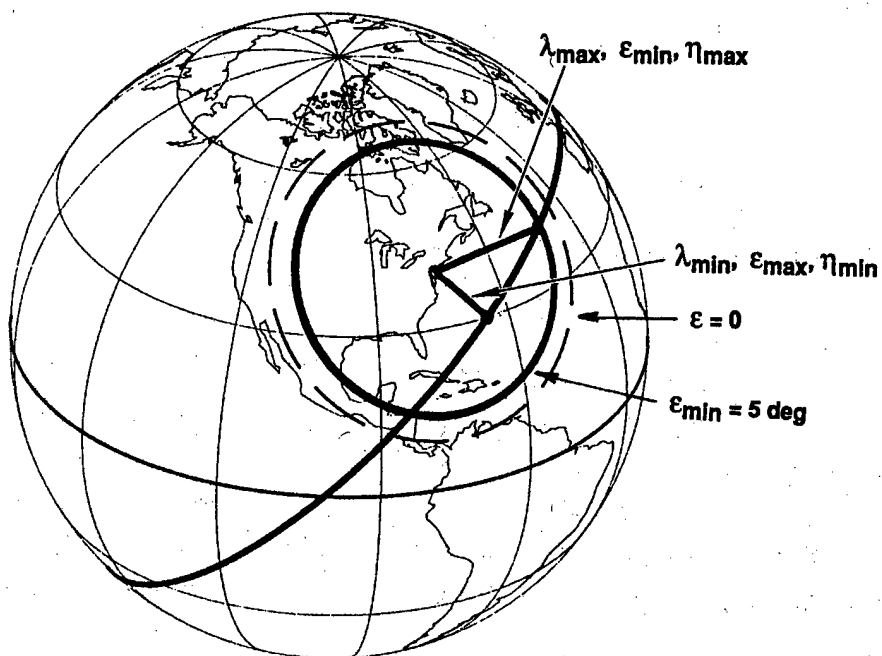 λmax, εmin, ηmax
λmin, εmax, ηmin
ε = 0
εmin = 5 deg